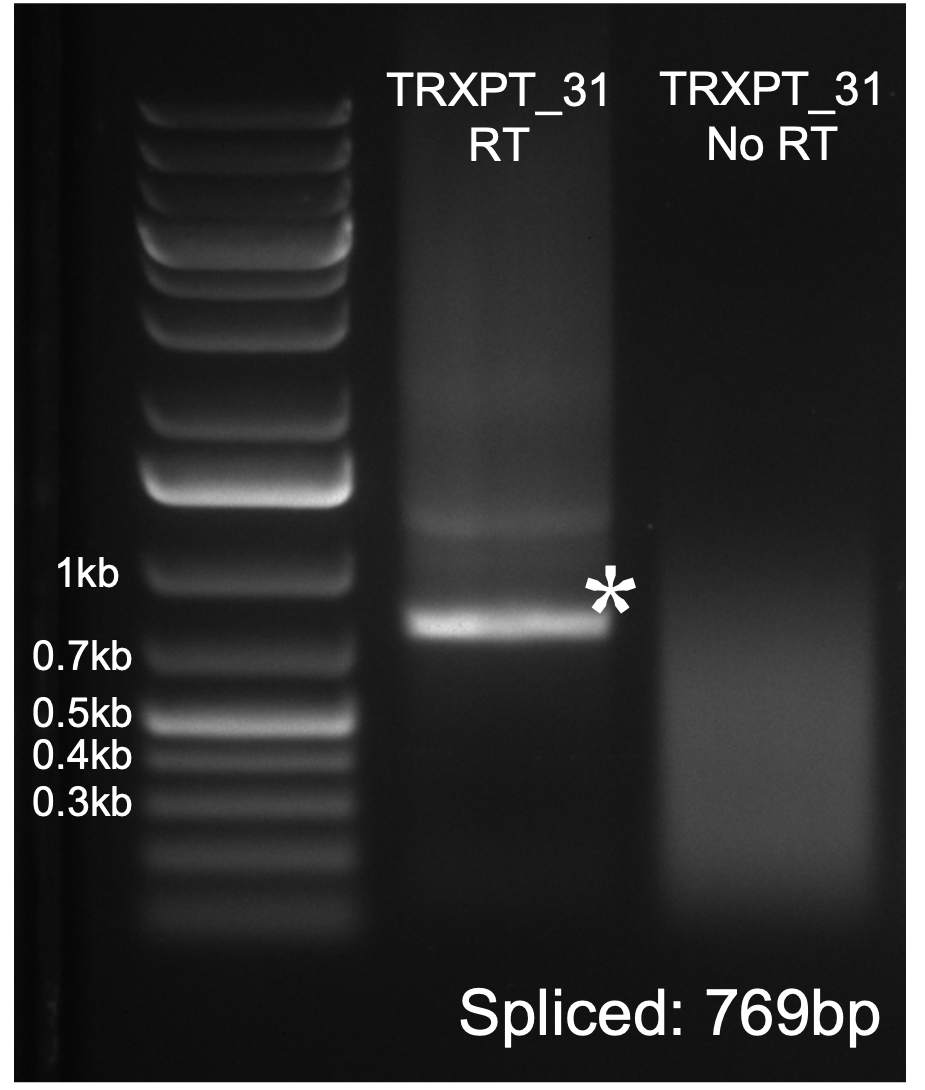 TRXPT_31
RT
TRXPT_31
No RT
1kb
*
0.7kb
0.5kb
0.4kb
0.3kb
Spliced: 769bp